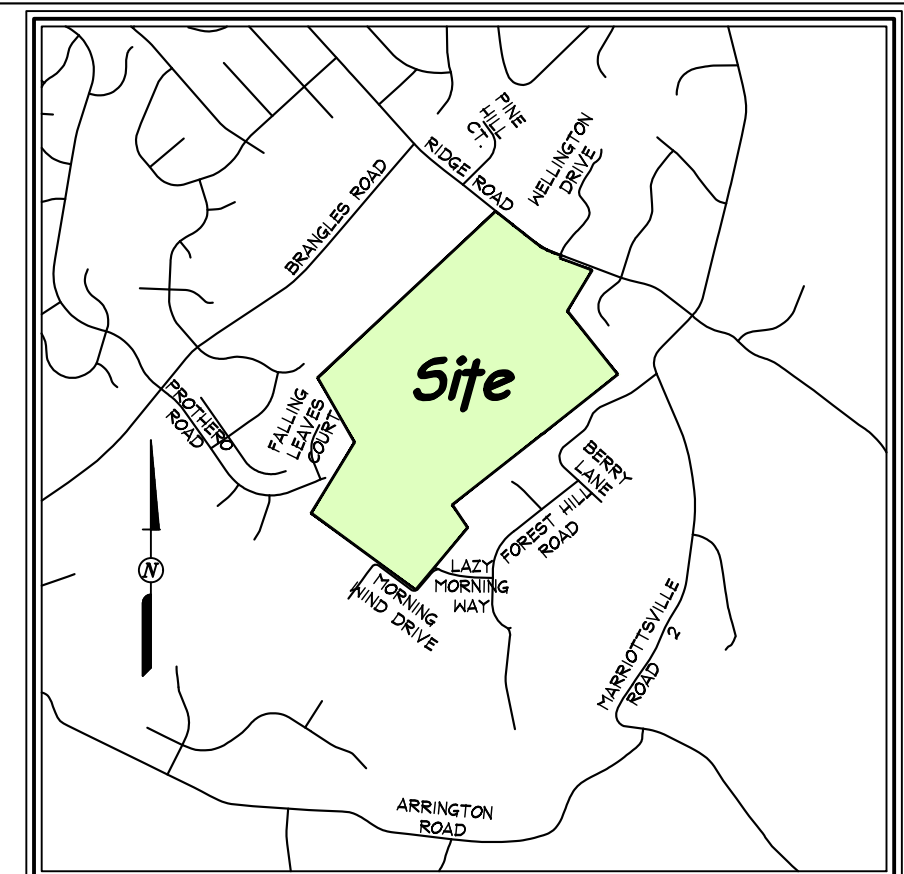 PINE
HILL
CT.
RIDGE ROAD
WELLINGTON
DRIVE
BRANGLES ROAD
Site
PROTHERO
ROAD
FALLING
LEAVES
COURT
BERRY
LANE
FOREST HILL
ROAD
LAZY
MORNING
WAY
MORNING
WIND DRIVE
N
MARRIOTTSVILLE
ROAD 2
ARRINGTON
ROAD